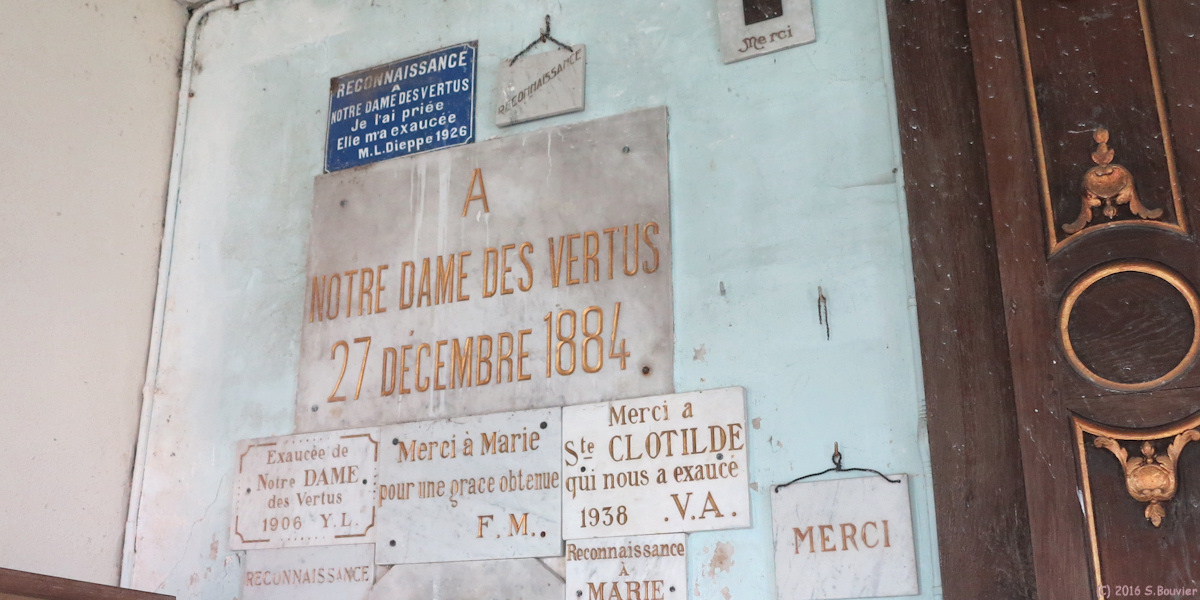 RECONNAISSANCE
A
NOTRE DAME DES VERTUS
Je l'ai priée
Elle m'a exaucée
M.L.Dieppe 1926
RECONNAISSANCE
Merci
A
NOTRE DAME DES VERTUS
27 DÉCEMBRE 1884
Exaucée de
Notre DAME
des Vertus
1906 Y.L.
Merci à Marie
pour une grace obtenue
F.M.
Merci a
Ste CLOTILDE
qui nous a exaucé
1938 .V.A.
MERCI
RECONNAISSANCE
Reconnaissance
à
MARIE
(C) 2016 S.Bouvier